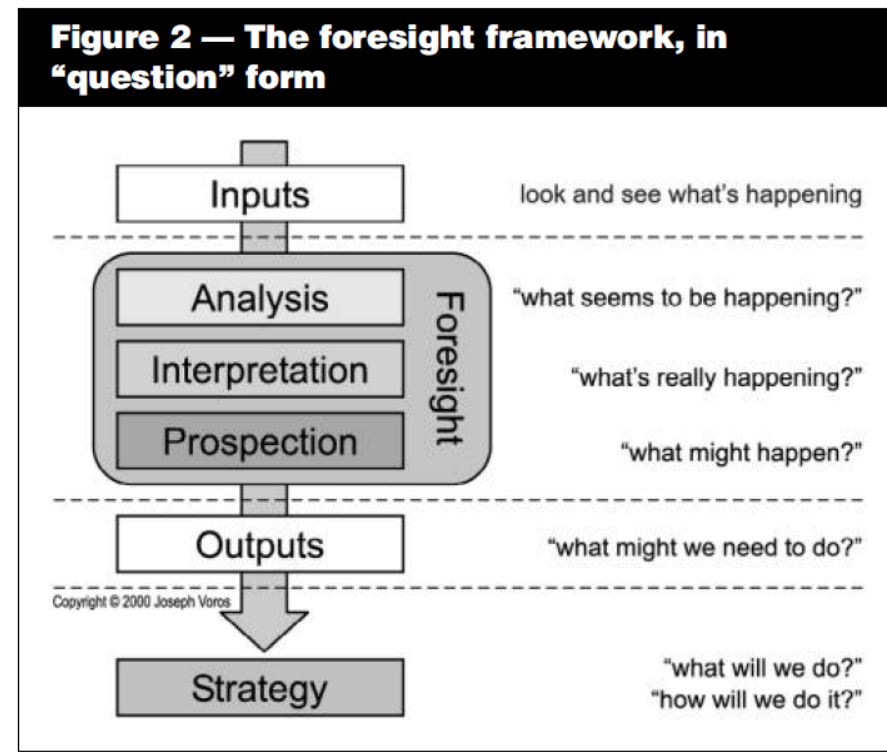 Figure 2 — The foresight framework, in
“question” form
Inputs
look and see what's happening
Analysis
“what seems to be happening?”
Interpretation
“what's really happening?”
Prospection
“what might happen?”
Foresight
Outputs
“what might we need to do?”
Copyright © 2000 Joseph Voros
Strategy
“what will we do?”
“how will we do it?”